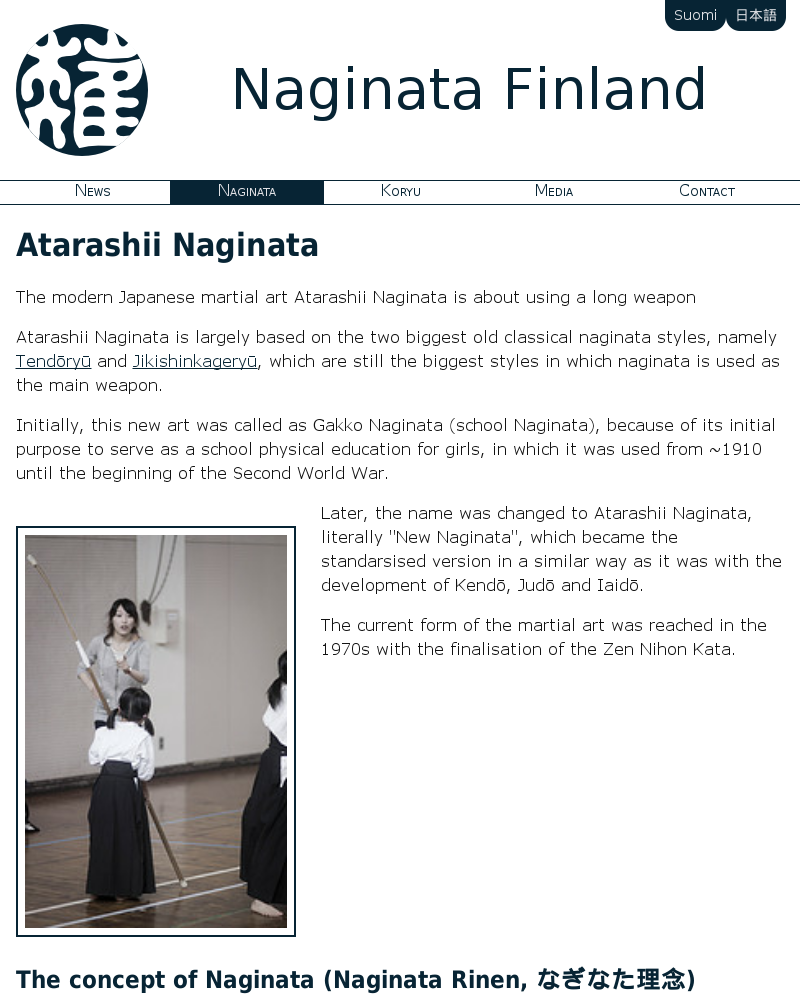 Suomi 日本語
Naginata Finland
News Naginata Koryu Media Contact
Atarashii Naginata
The modern Japanese martial art Atarashii Naginata is about using a long weapon
Atarashii Naginata is largely based on the two biggest old classical naginata styles, namely
Tendōryū and Jikishinkageryū, which are still the biggest styles in which naginata is used as
the main weapon.
Initially, this new art was called as Gakko Naginata (school Naginata), because of its initial
purpose to serve as a school physical education for girls, in which it was used from ~1910
until the beginning of the Second World War.
Later, the name was changed to Atarashii Naginata,
literally "New Naginata", which became the
standarsised version in a similar way as it was with the
development of Kendō, Judō and Iaidō.
The current form of the martial art was reached in the
1970s with the finalisation of the Zen Nihon Kata.
The concept of Naginata (Naginata Rinen, なぎなた理念)